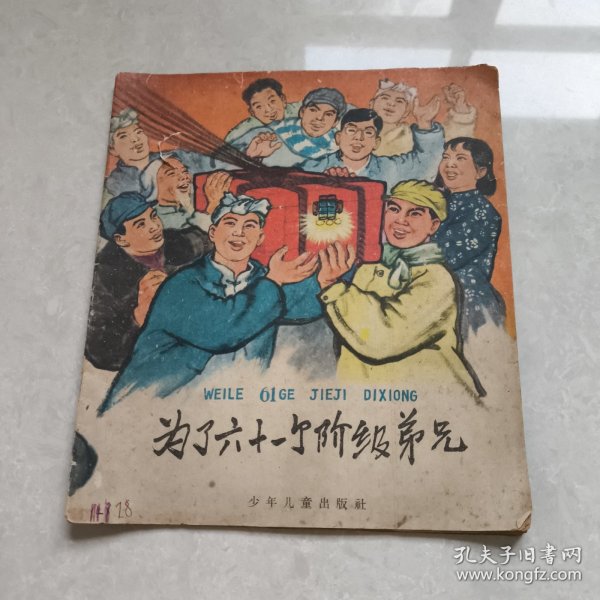 WEILE 61GE JIEJI DIXIONG
为了六十一个阶级弟兄
少年儿童出版社
28
孔夫子旧书网
www.kongfz.com